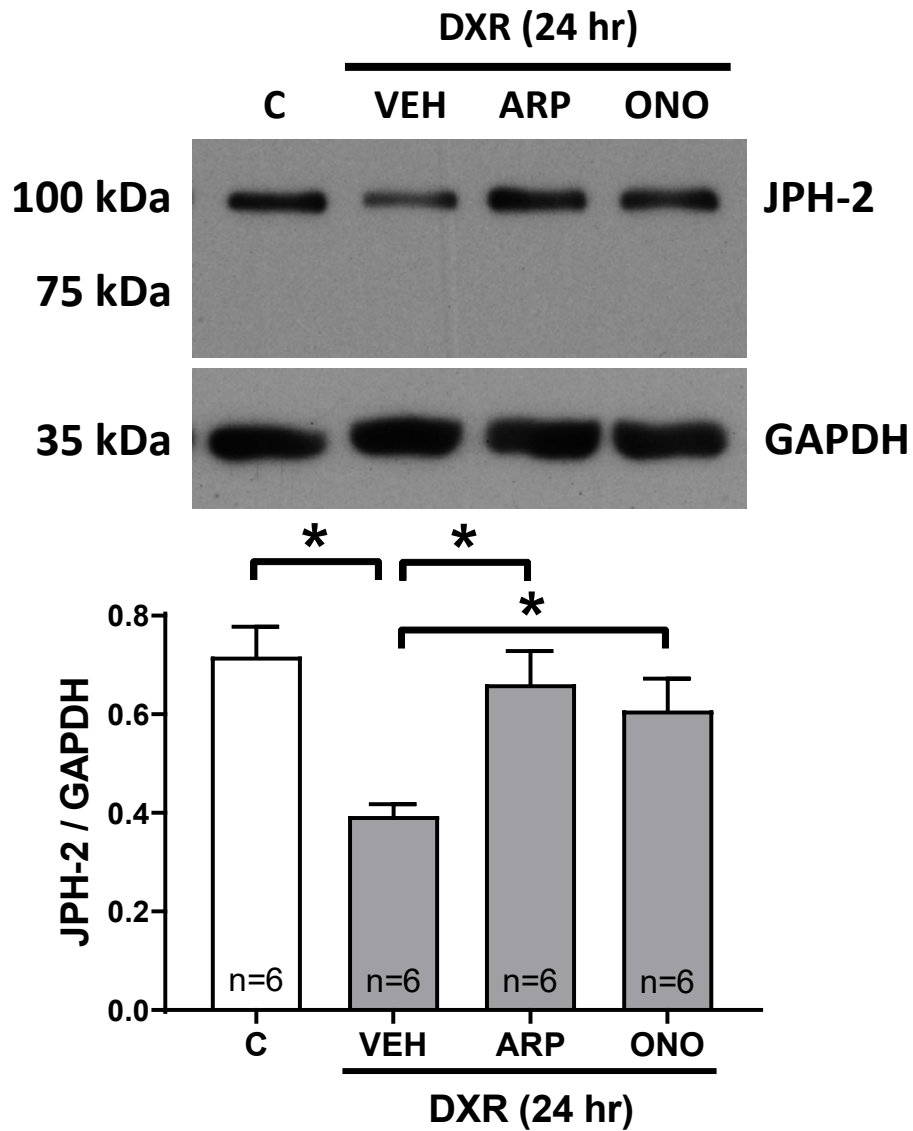 DXR (24 hr)
C VEH ARP ONO
100 kDa JPH-2
75 kDa
35 kDa GAPDH
* *
*
0.8
0.6
0.4
0.2
0.0
JPH-2 / GAPDH
n=6 n=6 n=6 n=6
C VEH ARP ONO
DXR (24 hr)